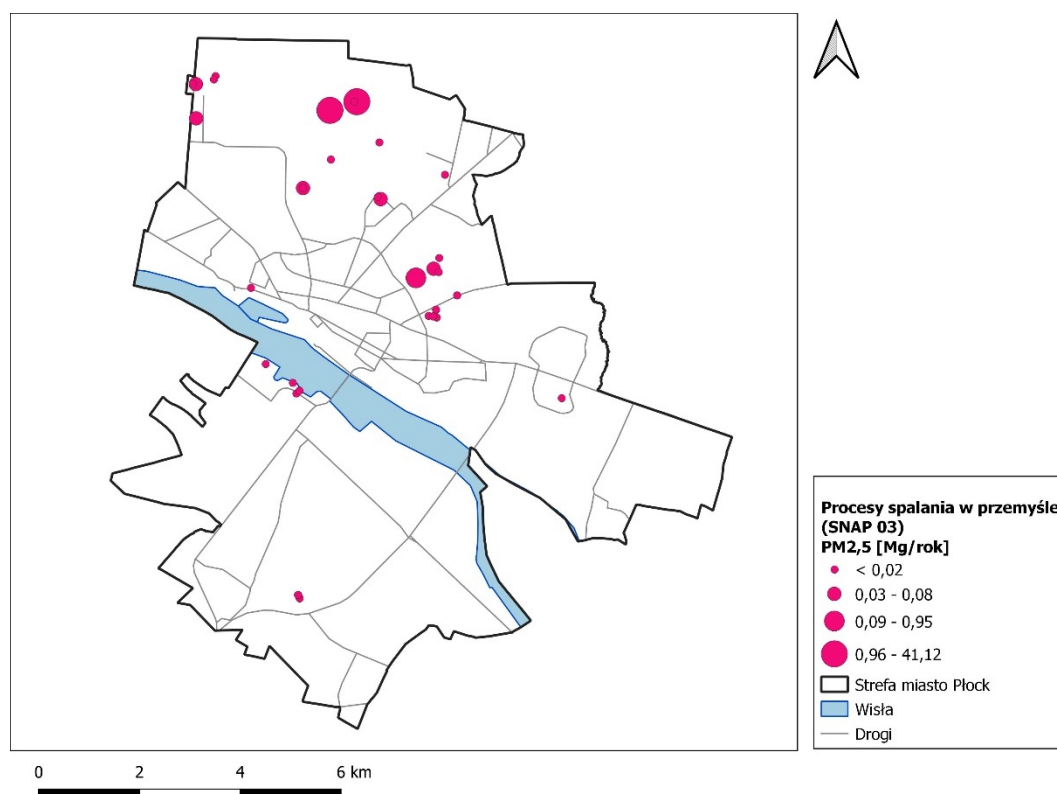 Procesy spalania w przemyśle
(SNAP 03)
PM2,5 [Mg/rok]
< 0,02
0,03 - 0,08
0,09 - 0,95
0,96 - 41,12
Strefa miasto Płock
Wisła
Drogi
0 2 4 6 km